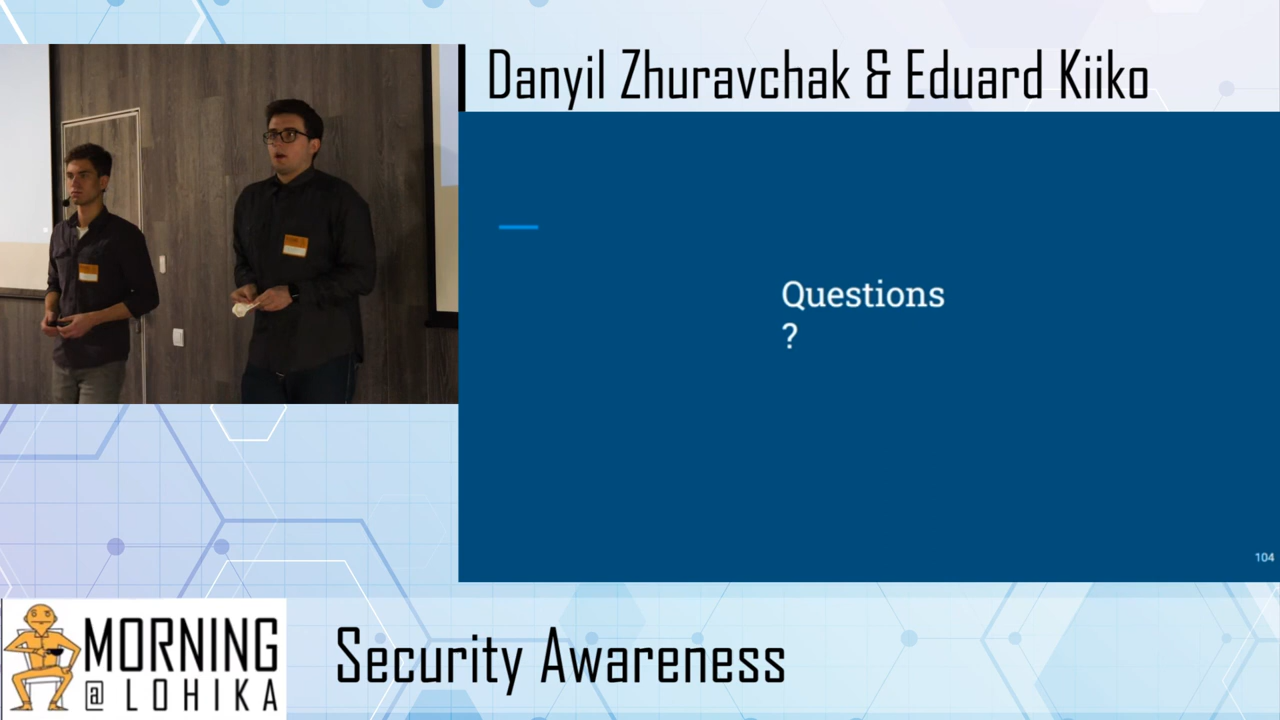 Danyil Zhuravchak & Eduard Kiiko
Questions
?
104
MORNING
@ LOHIKA
Security Awareness